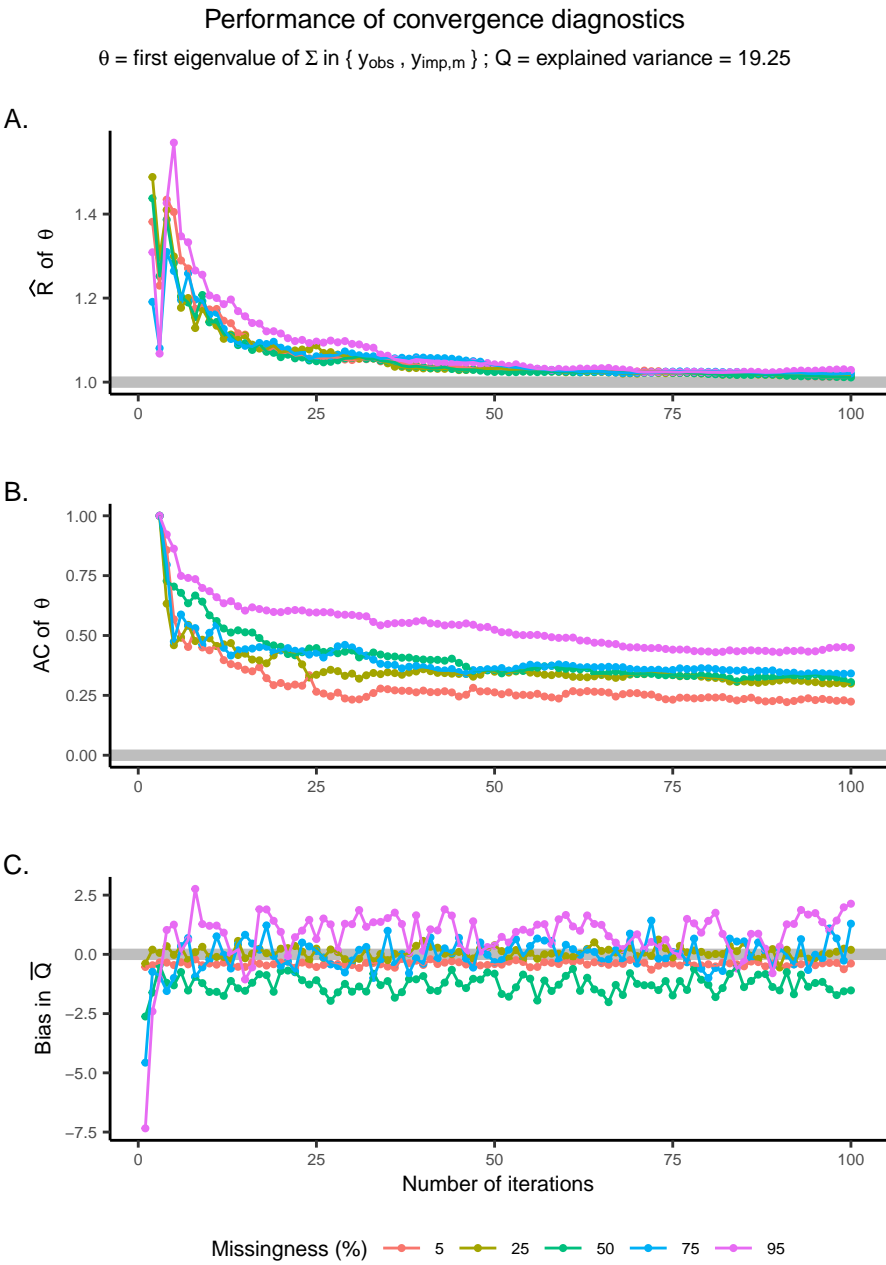 Performance of convergence diagnostics
θ = first eigenvalue of Σ in { y_obs , y_imp,m } ; Q = explained variance = 19.25
A.
R̂ of θ
1.4
1.2
1.0
0 25 50 75 100
B.
AC of θ
1.00
0.75
0.50
0.25
0.00
0 25 50 75 100
C.
Bias in Q̅
2.5
0.0
−2.5
−5.0
−7.5
0 25 50 75 100
Number of iterations
Missingness (%) 5 25 50 75 95